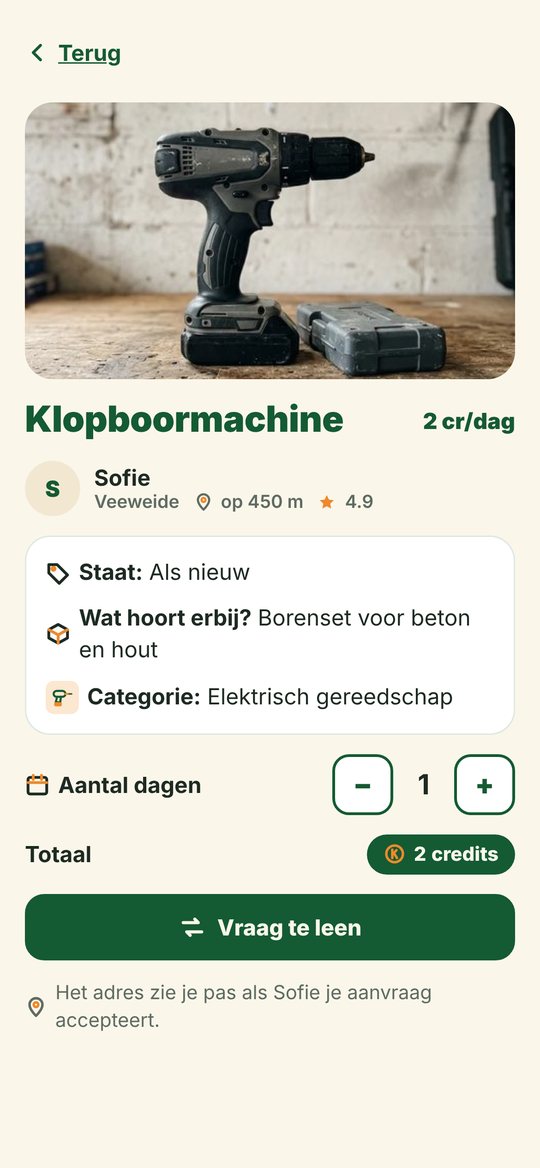 Terug
Klopboormachine
2 cr/dag
S
Sofie
Veeweide op 450 m 4.9
Staat: Als nieuw
Wat hoort erbij? Borenset voor beton
en hout
Categorie: Elektrisch gereedschap
Aantal dagen
− 1 +
Totaal
K 2 credits
Vraag te leen
Het adres zie je pas als Sofie je aanvraag
accepteert.